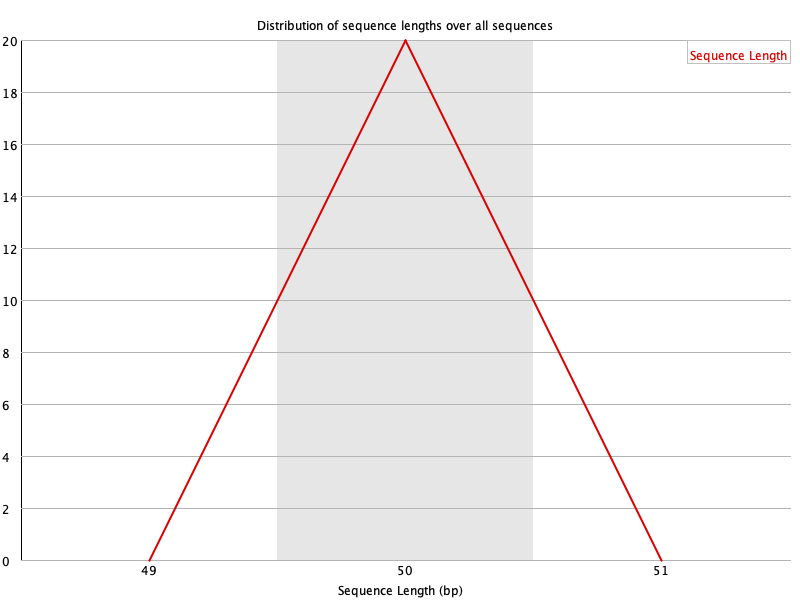 Distribution of sequence lengths over all sequences
Sequence Length
20
18
16
14
12
10
8
6
4
2
0
49 50 51
Sequence Length (bp)